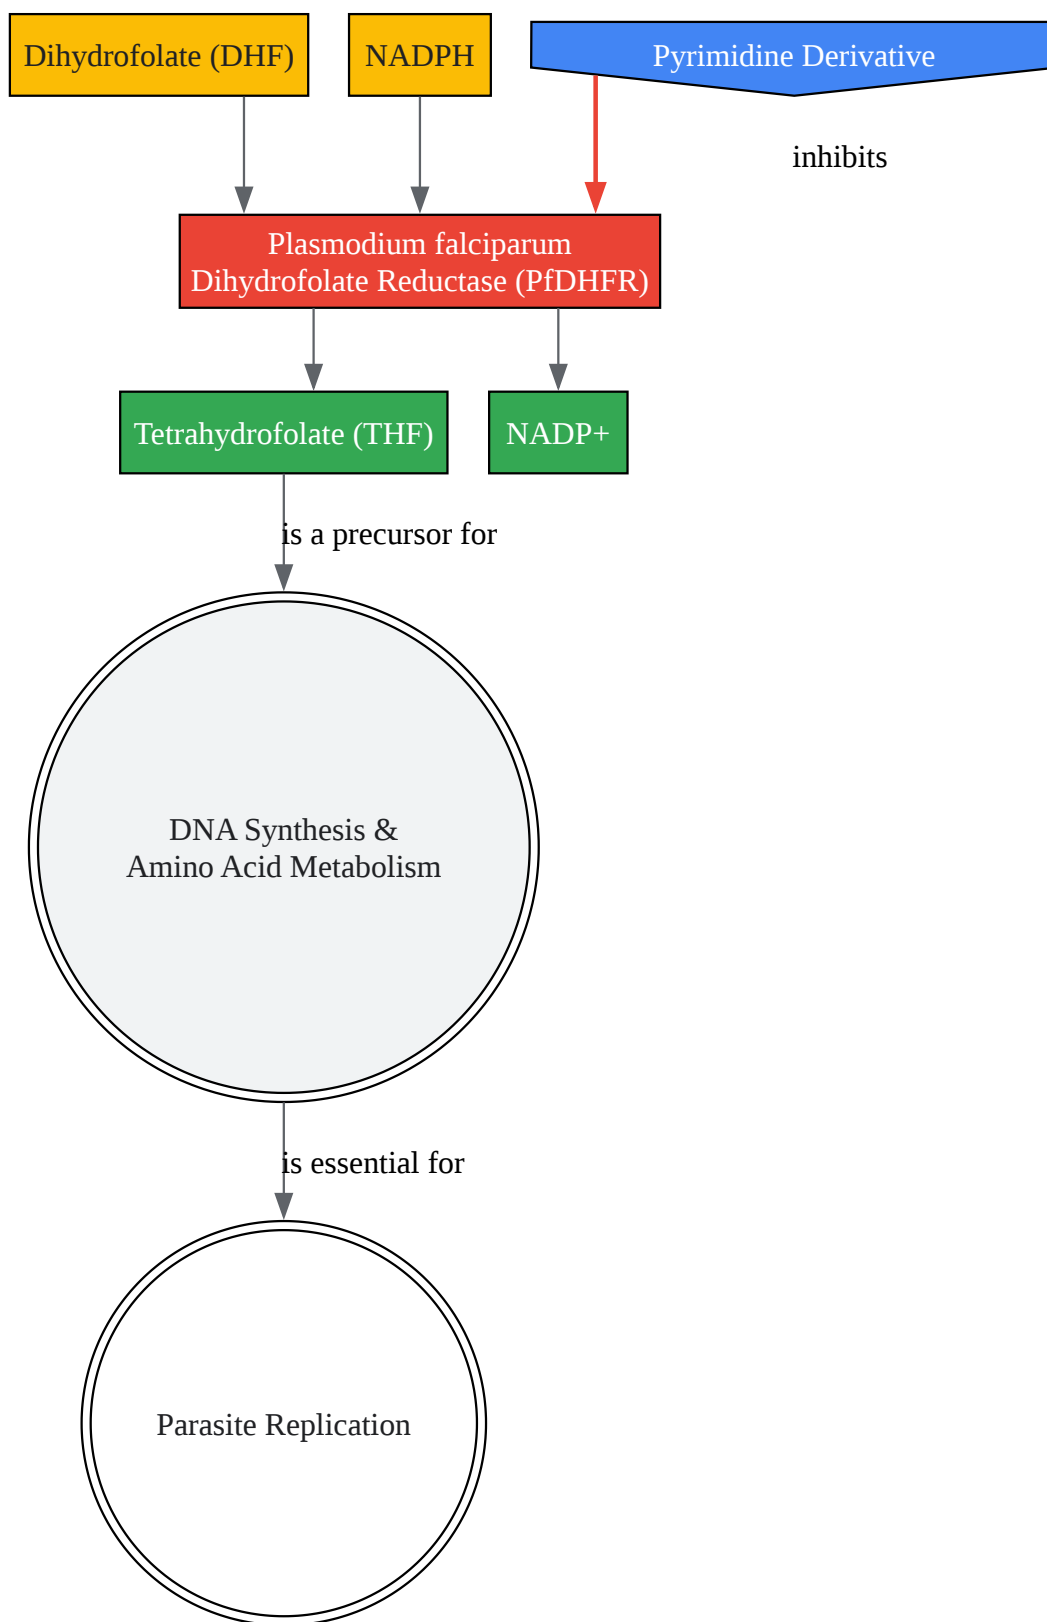 Dihydrofolate (DHF)
NADPH
Pyrimidine Derivative
inhibits
Plasmodium falciparum
Dihydrofolate Reductase (PfDHFR)
Tetrahydrofolate (THF)
NADP+
is a precursor for
DNA Synthesis &
Amino Acid Metabolism
is essential for
Parasite Replication